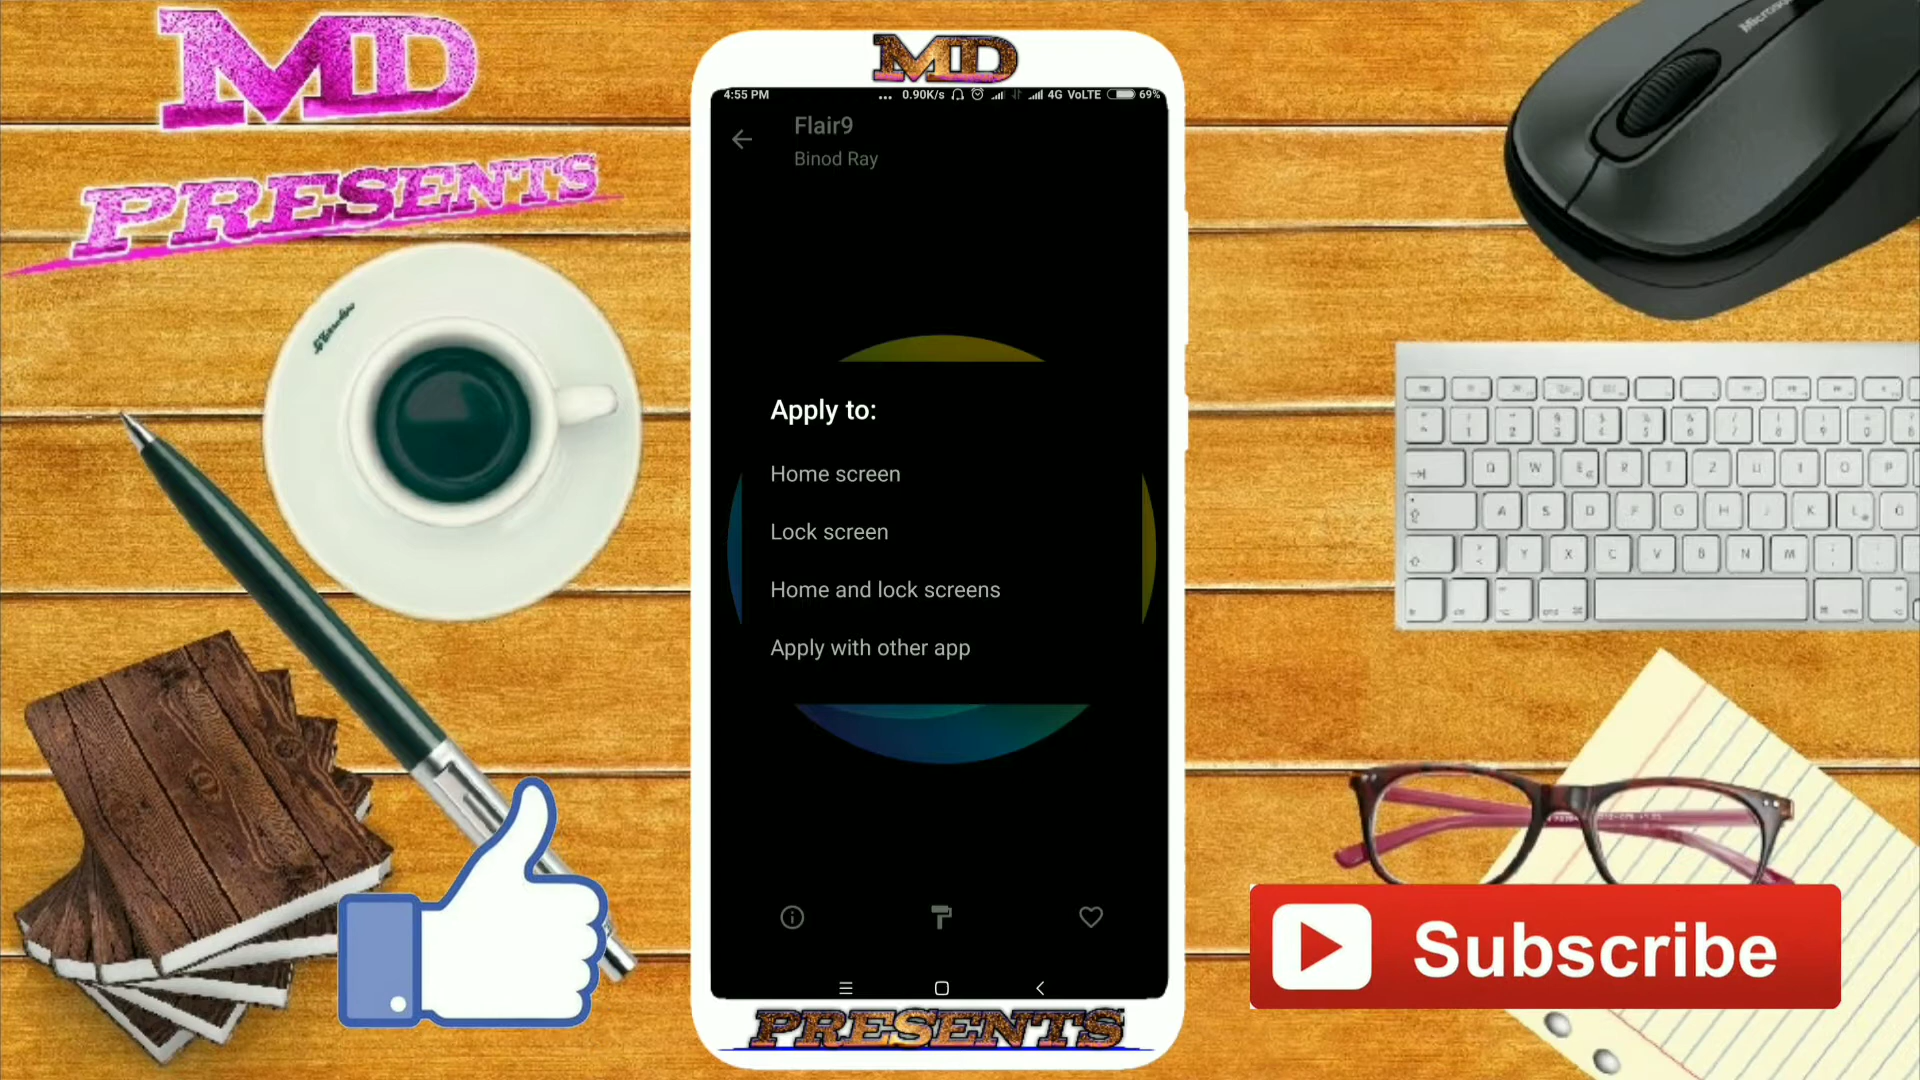 MD
PRESENTS
MD
4:55 PM ... 0.90K/s 4G VoLTE 69%
Flair9
Binod Ray
Apply to:
Home screen
Lock screen
Home and lock screens
Apply with other app
PRESENTS
Subscribe
Q W E R T Z U I O P
A S D F G H J K L
Y X C V B N M